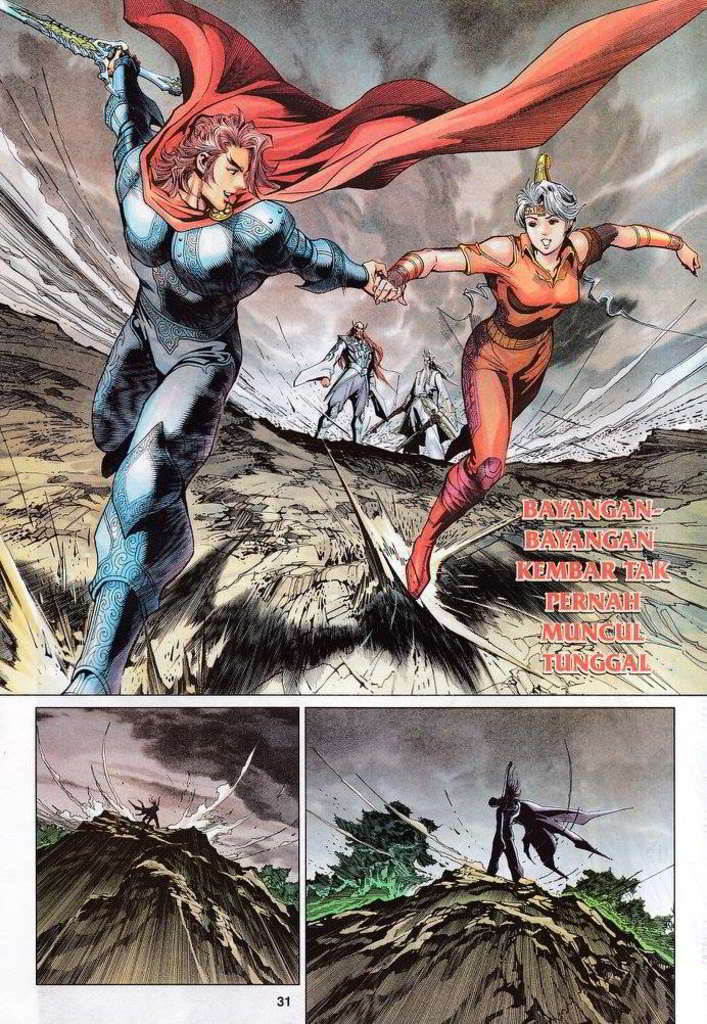 BAYANGAN-
BAYANGAN
KEMBAR TAK
PERNAH
MUNCUL
TUNGGAL
31